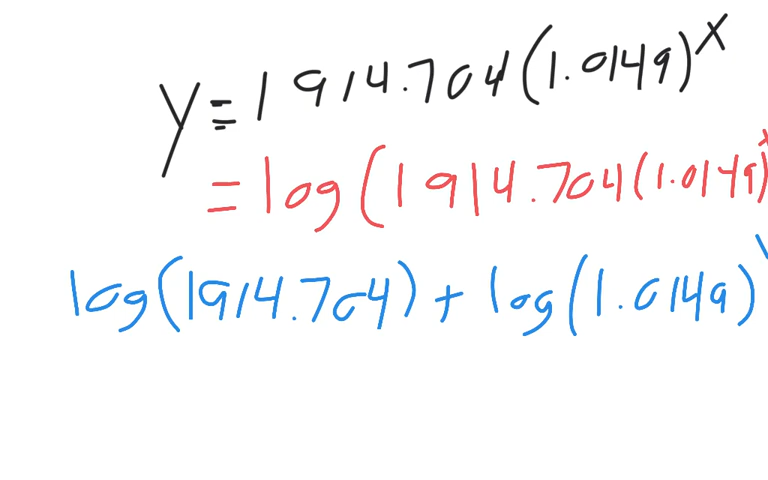 y = 1914.704(1.0149)^x
= log(1914.704(1.0149)^x
log(1914.704) + log(1.0149)